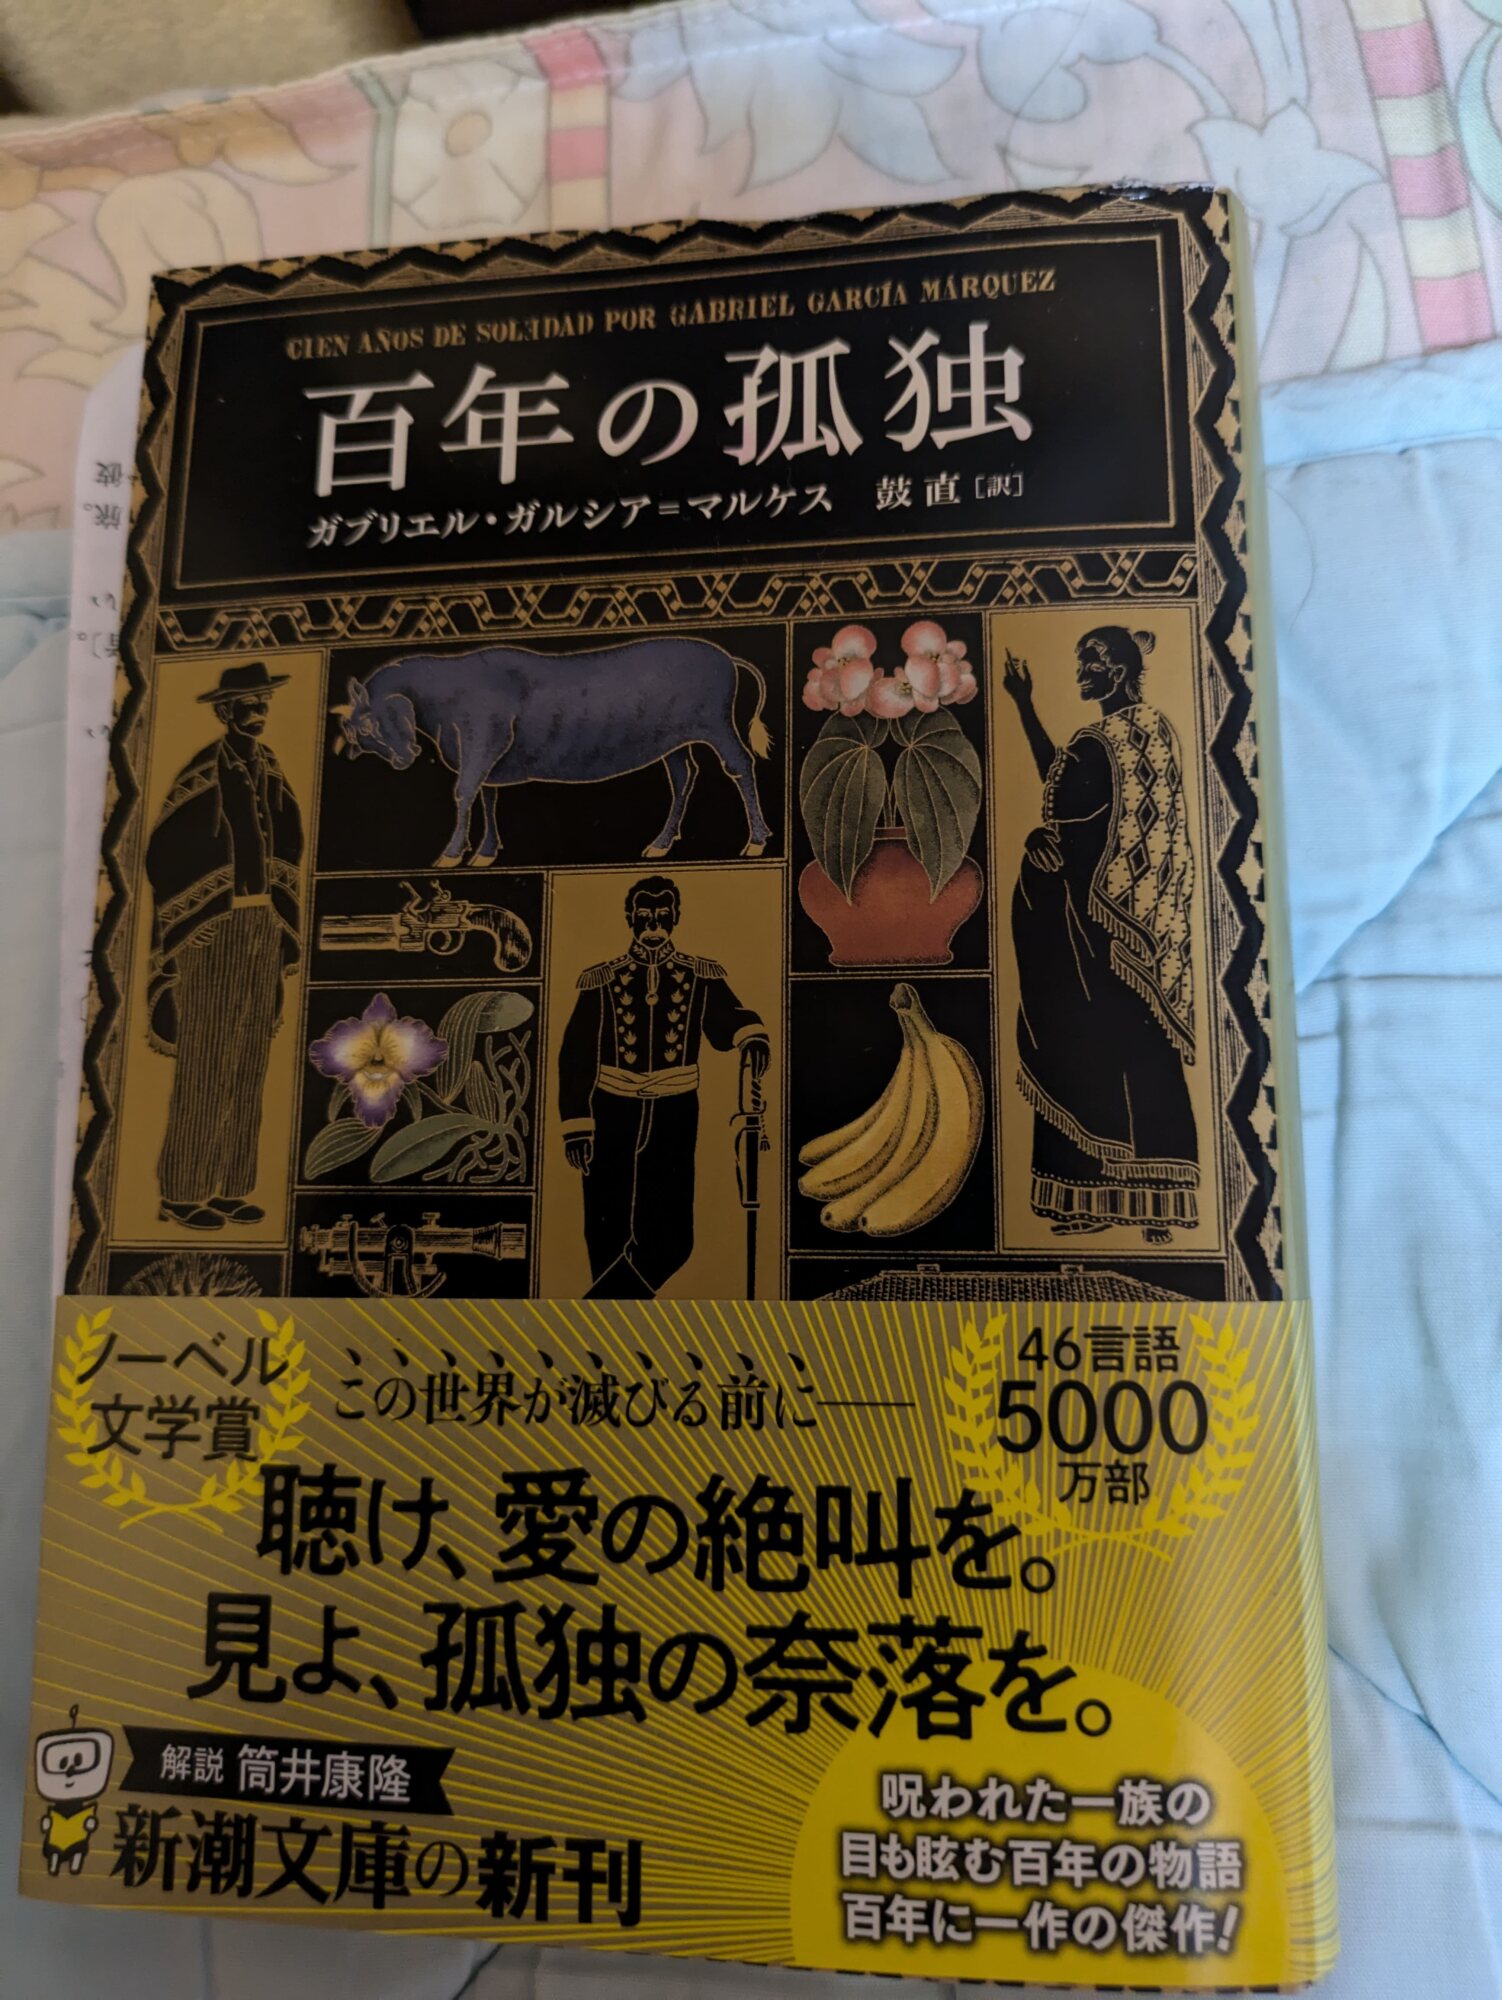 CIEN AÑOS DE SOLEDAD POR GABRIEL GARCÍA MÁRQUEZ
百年の孤独
ガブリエル・ガルシア=マルケス 鼓直[訳]
ノーベル
文学賞
この世界が滅びる前に——
46言語
5000
万部
聴け、愛の絶叫を。
見よ、孤独の奈落を。
解説 筒井康隆
新潮文庫の新刊
呪われた一族の
目も眩む百年の物語
百年に一作の傑作!